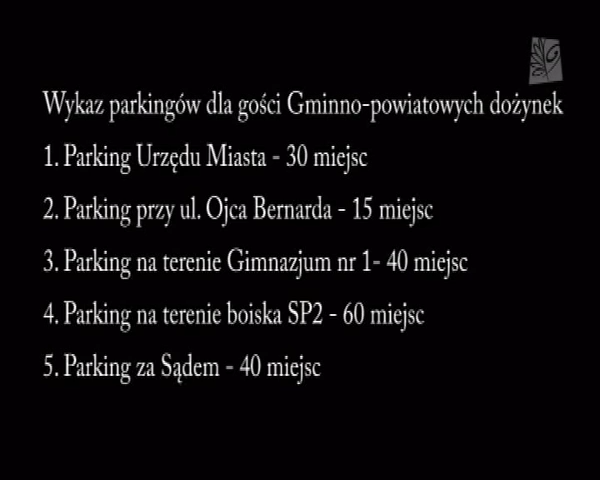 Wykaz parkingów dla gości Gminno-powiatowych dożynek
1. Parking Urzędu Miasta - 30 miejsc
2. Parking przy ul. Ojca Bernarda - 15 miejsc
3. Parking na terenie Gimnazjum nr 1- 40 miejsc
4. Parking na terenie boiska SP2 - 60 miejsc
5. Parking za Sądem - 40 miejsc